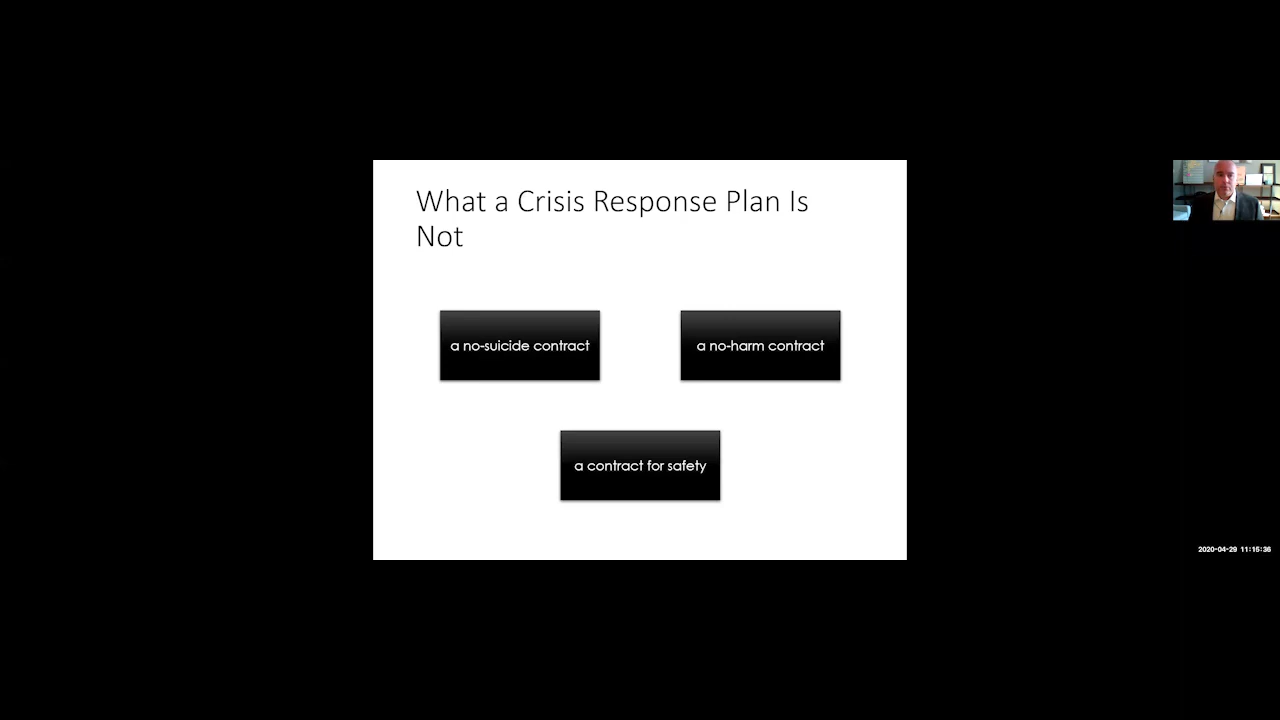 What a Crisis Response Plan Is
Not
a no-suicide contract
a no-harm contract
a contract for safety
2020-04-29 11:15:36